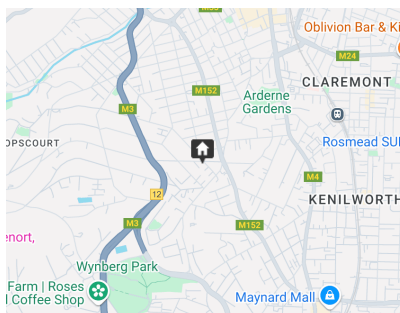 M55
Oblivion Bar & Ki
M24
CLAREMONT
M152
Arderne
Gardens
M3
Rosmead SU
OPSCOURT
M4
12
KENILWORTH
M3
M152
enort,
Wynberg Park
Farm | Roses
d Coffee Shop
Maynard Mall